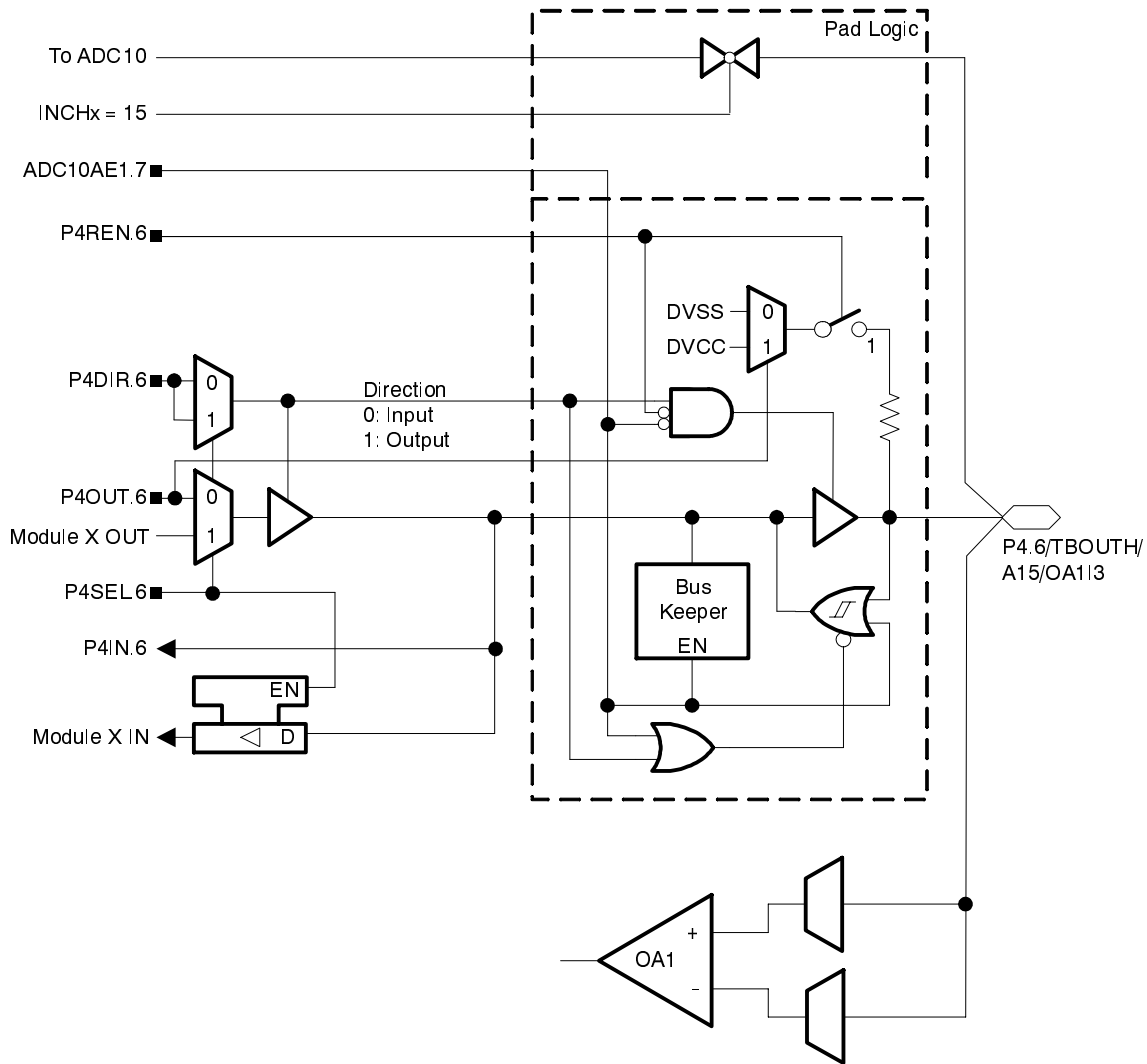 Pad Logic
To ADC10
INCHx = 15
ADC10AE1.7
P4REN.6
DVSS
0
DVCC
1
1
P4DIR.6
0
1
Direction
0: Input
1: Output
P4OUT.6
0
Module X OUT
1
P4.6/TBOUTH/
A15/OA1I3
P4SEL.6
Bus
Keeper
EN
P4IN.6
EN
Module X IN
D
+
OA1
−